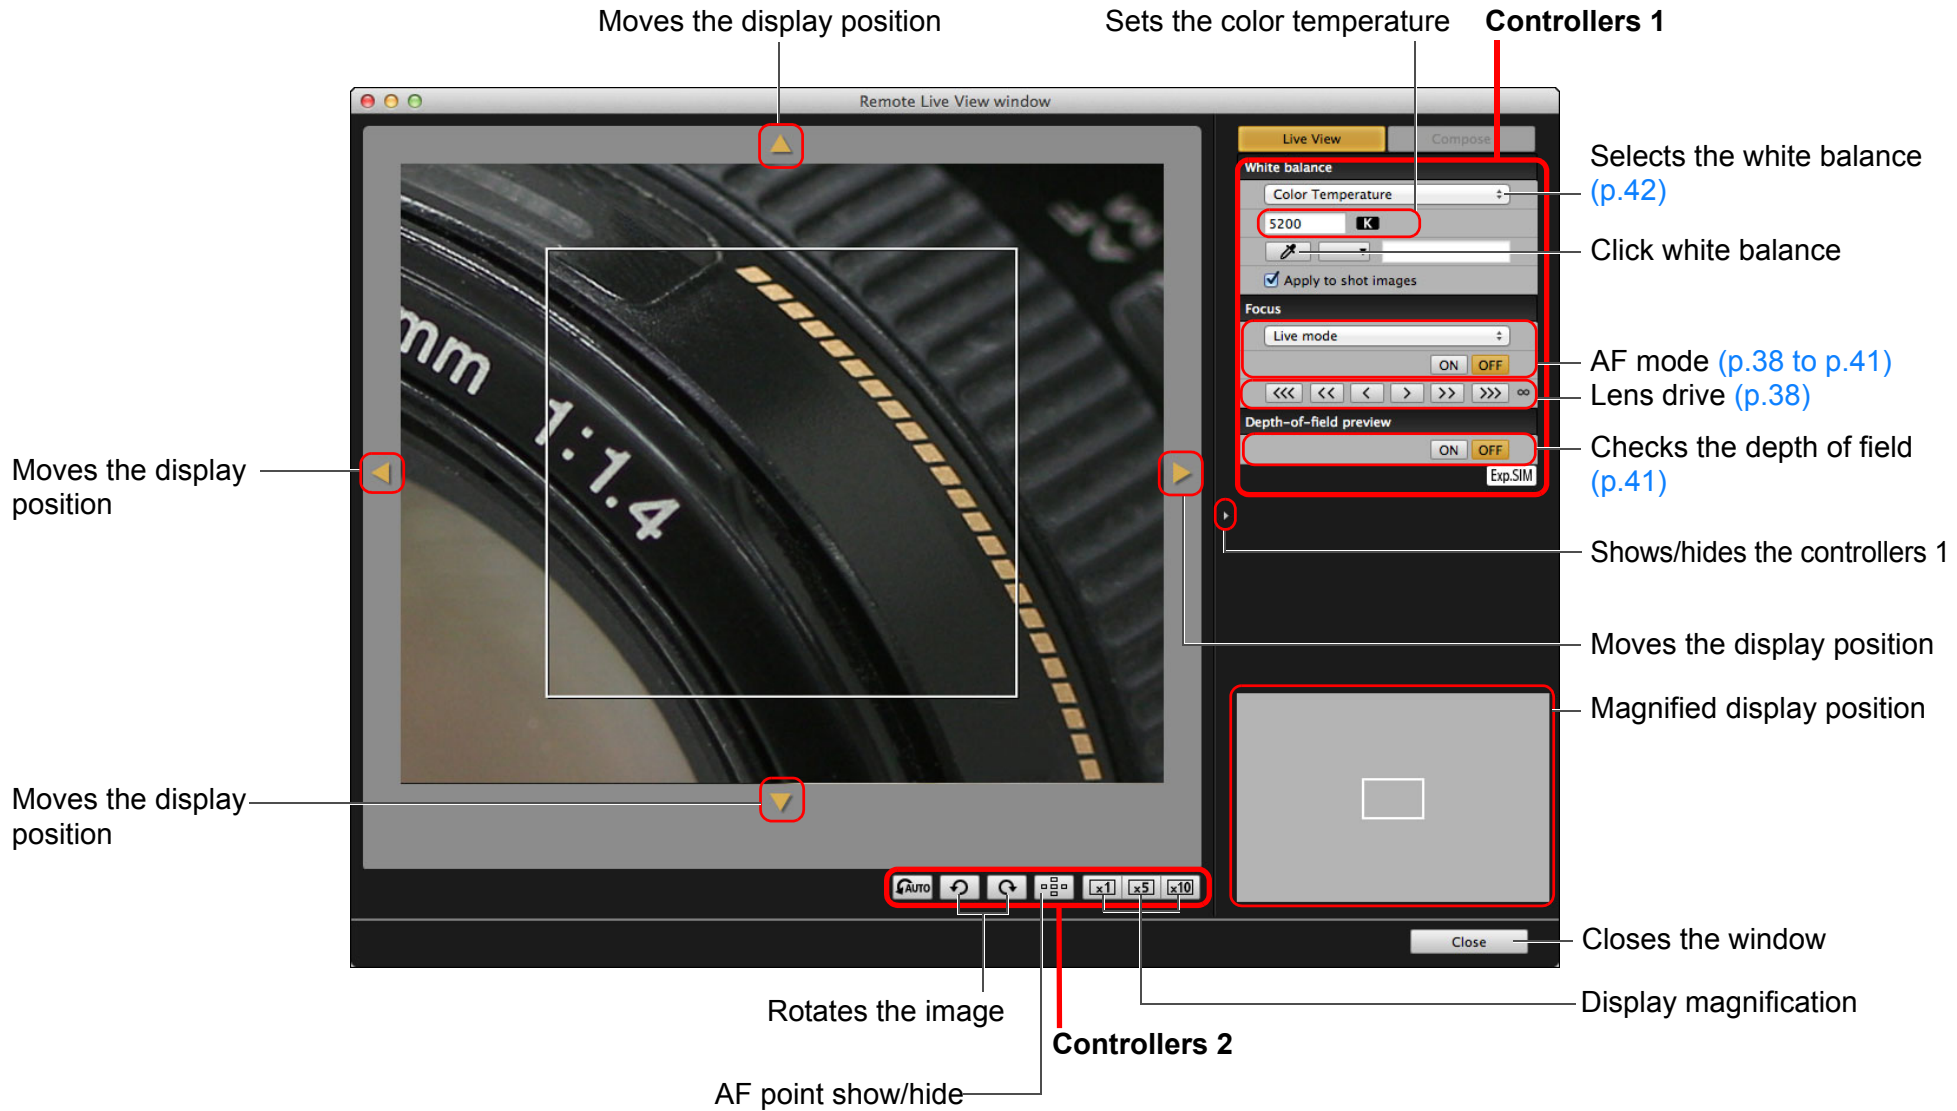 Moves the display position
Sets the color temperature
Controllers 1
Remote Live View window
Live View
Compose
White balance
Color Temperature
5200 K
Apply to shot images
Focus
Live mode
ON OFF
<<< << < > >> >>> ∞
Depth-of-field preview
ON OFF
Exp.SIM
Selects the white balance
(p.42)
Click white balance
AF mode (p.38 to p.41)
Lens drive (p.38)
Checks the depth of field
(p.41)
Shows/hides the controllers 1
Moves the display position
Magnified display position
Moves the display
position
Moves the display
position
mm 1:1.4
AUTO
x1 x5 x10
Close
Closes the window
Display magnification
Rotates the image
Controllers 2
AF point show/hide